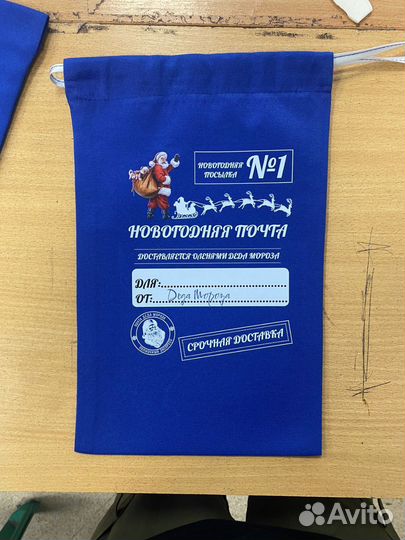 НОВОГОДНЯЯ
ПОСЫЛКА
№1
НОВОГОДНЯЯ ПОЧТА
ДОСТАВЛЯЕТСЯ ОЛЕНЯМИ ДЕДА МОРОЗА
ДЛЯ:
ОТ: Деда Мороза
СРОЧНАЯ ДОСТАВКА
Avito